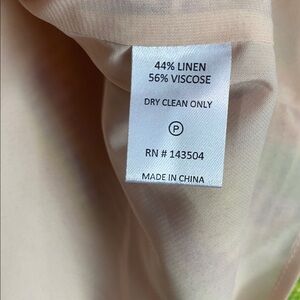 44% LINEN
56% VISCOSE
DRY CLEAN ONLY
P
RN # 143504
MADE IN CHINA